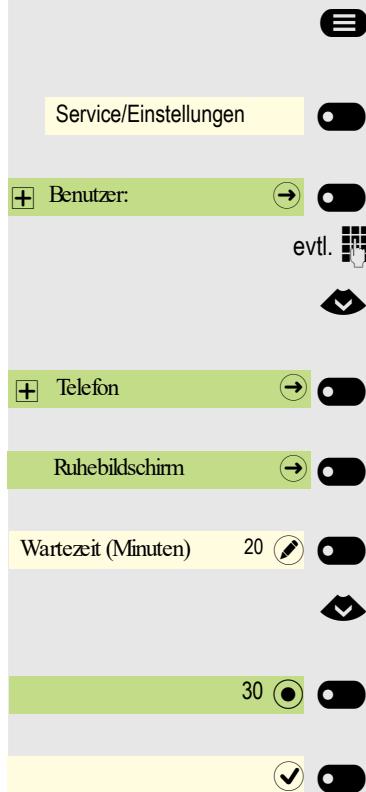 Service/Einstellungen
Benutzer:
evtl.
Telefon
Ruhebildschirm
Wartezeit (Minuten) 20
30